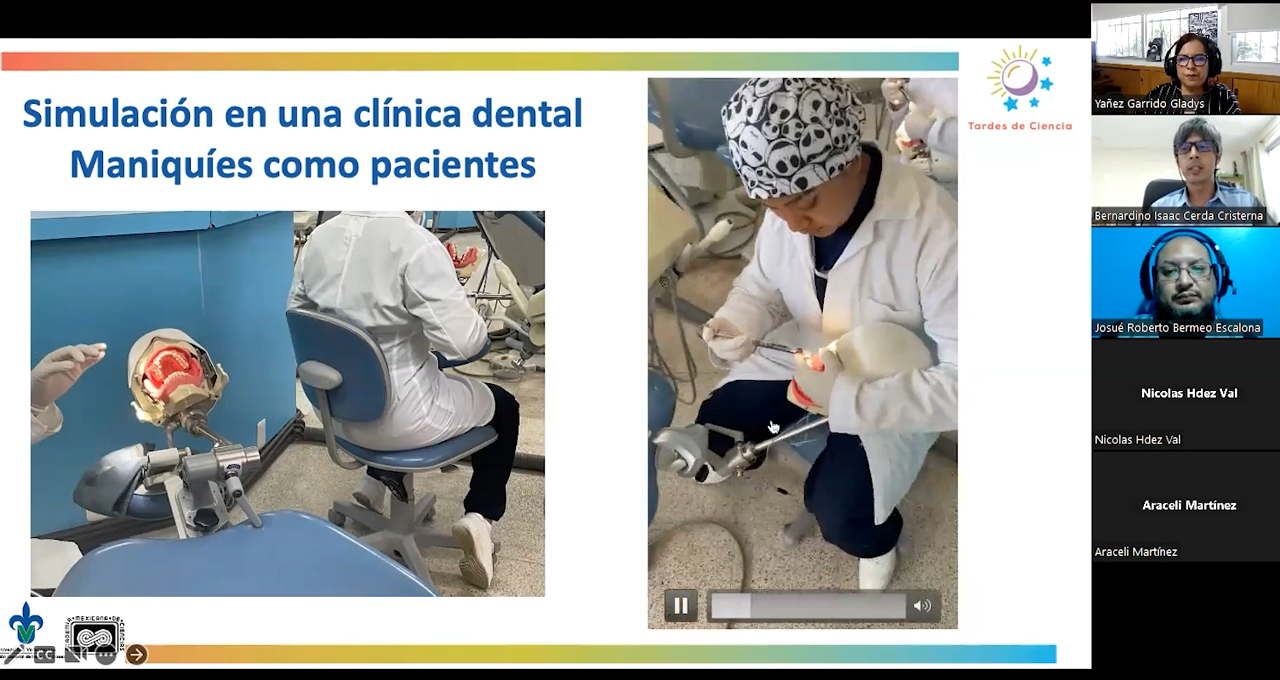 Simulación en una clínica dental
Maniquíes como pacientes
Tardes de Ciencia
Yañez Garrido Gladys
Bernardino Isaac Cerda Cristerna
Josué Roberto Bermeo Escalona
Nicolas Hdez Val
Nicolas Hdez Val
Araceli Martínez
Araceli Martínez
CC